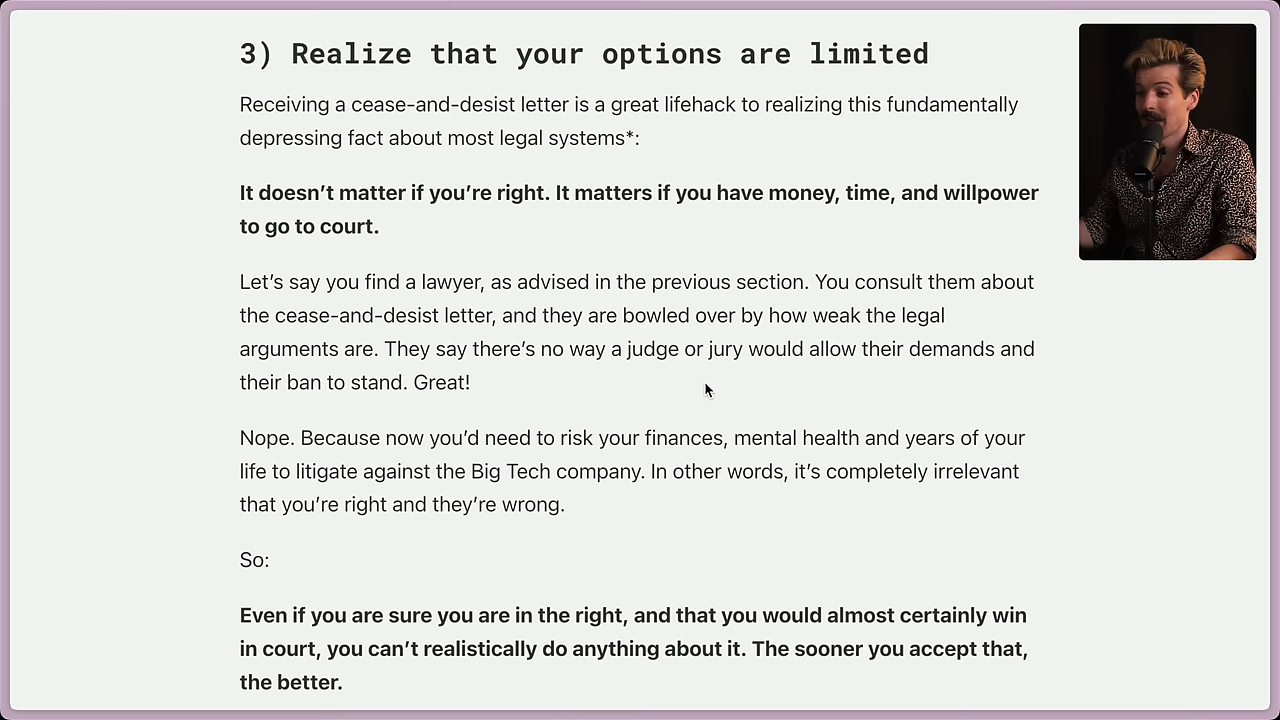 3) Realize that your options are limited
Receiving a cease-and-desist letter is a great lifehack to realizing this fundamentally
depressing fact about most legal systems*:
It doesn’t matter if you’re right. It matters if you have money, time, and willpower
to go to court.
Let’s say you find a lawyer, as advised in the previous section. You consult them about
the cease-and-desist letter, and they are bowled over by how weak the legal
arguments are. They say there’s no way a judge or jury would allow their demands and
their ban to stand. Great!
Nope. Because now you’d need to risk your finances, mental health and years of your
life to litigate against the Big Tech company. In other words, it’s completely irrelevant
that you’re right and they’re wrong.
So:
Even if you are sure you are in the right, and that you would almost certainly win
in court, you can’t realistically do anything about it. The sooner you accept that,
the better.